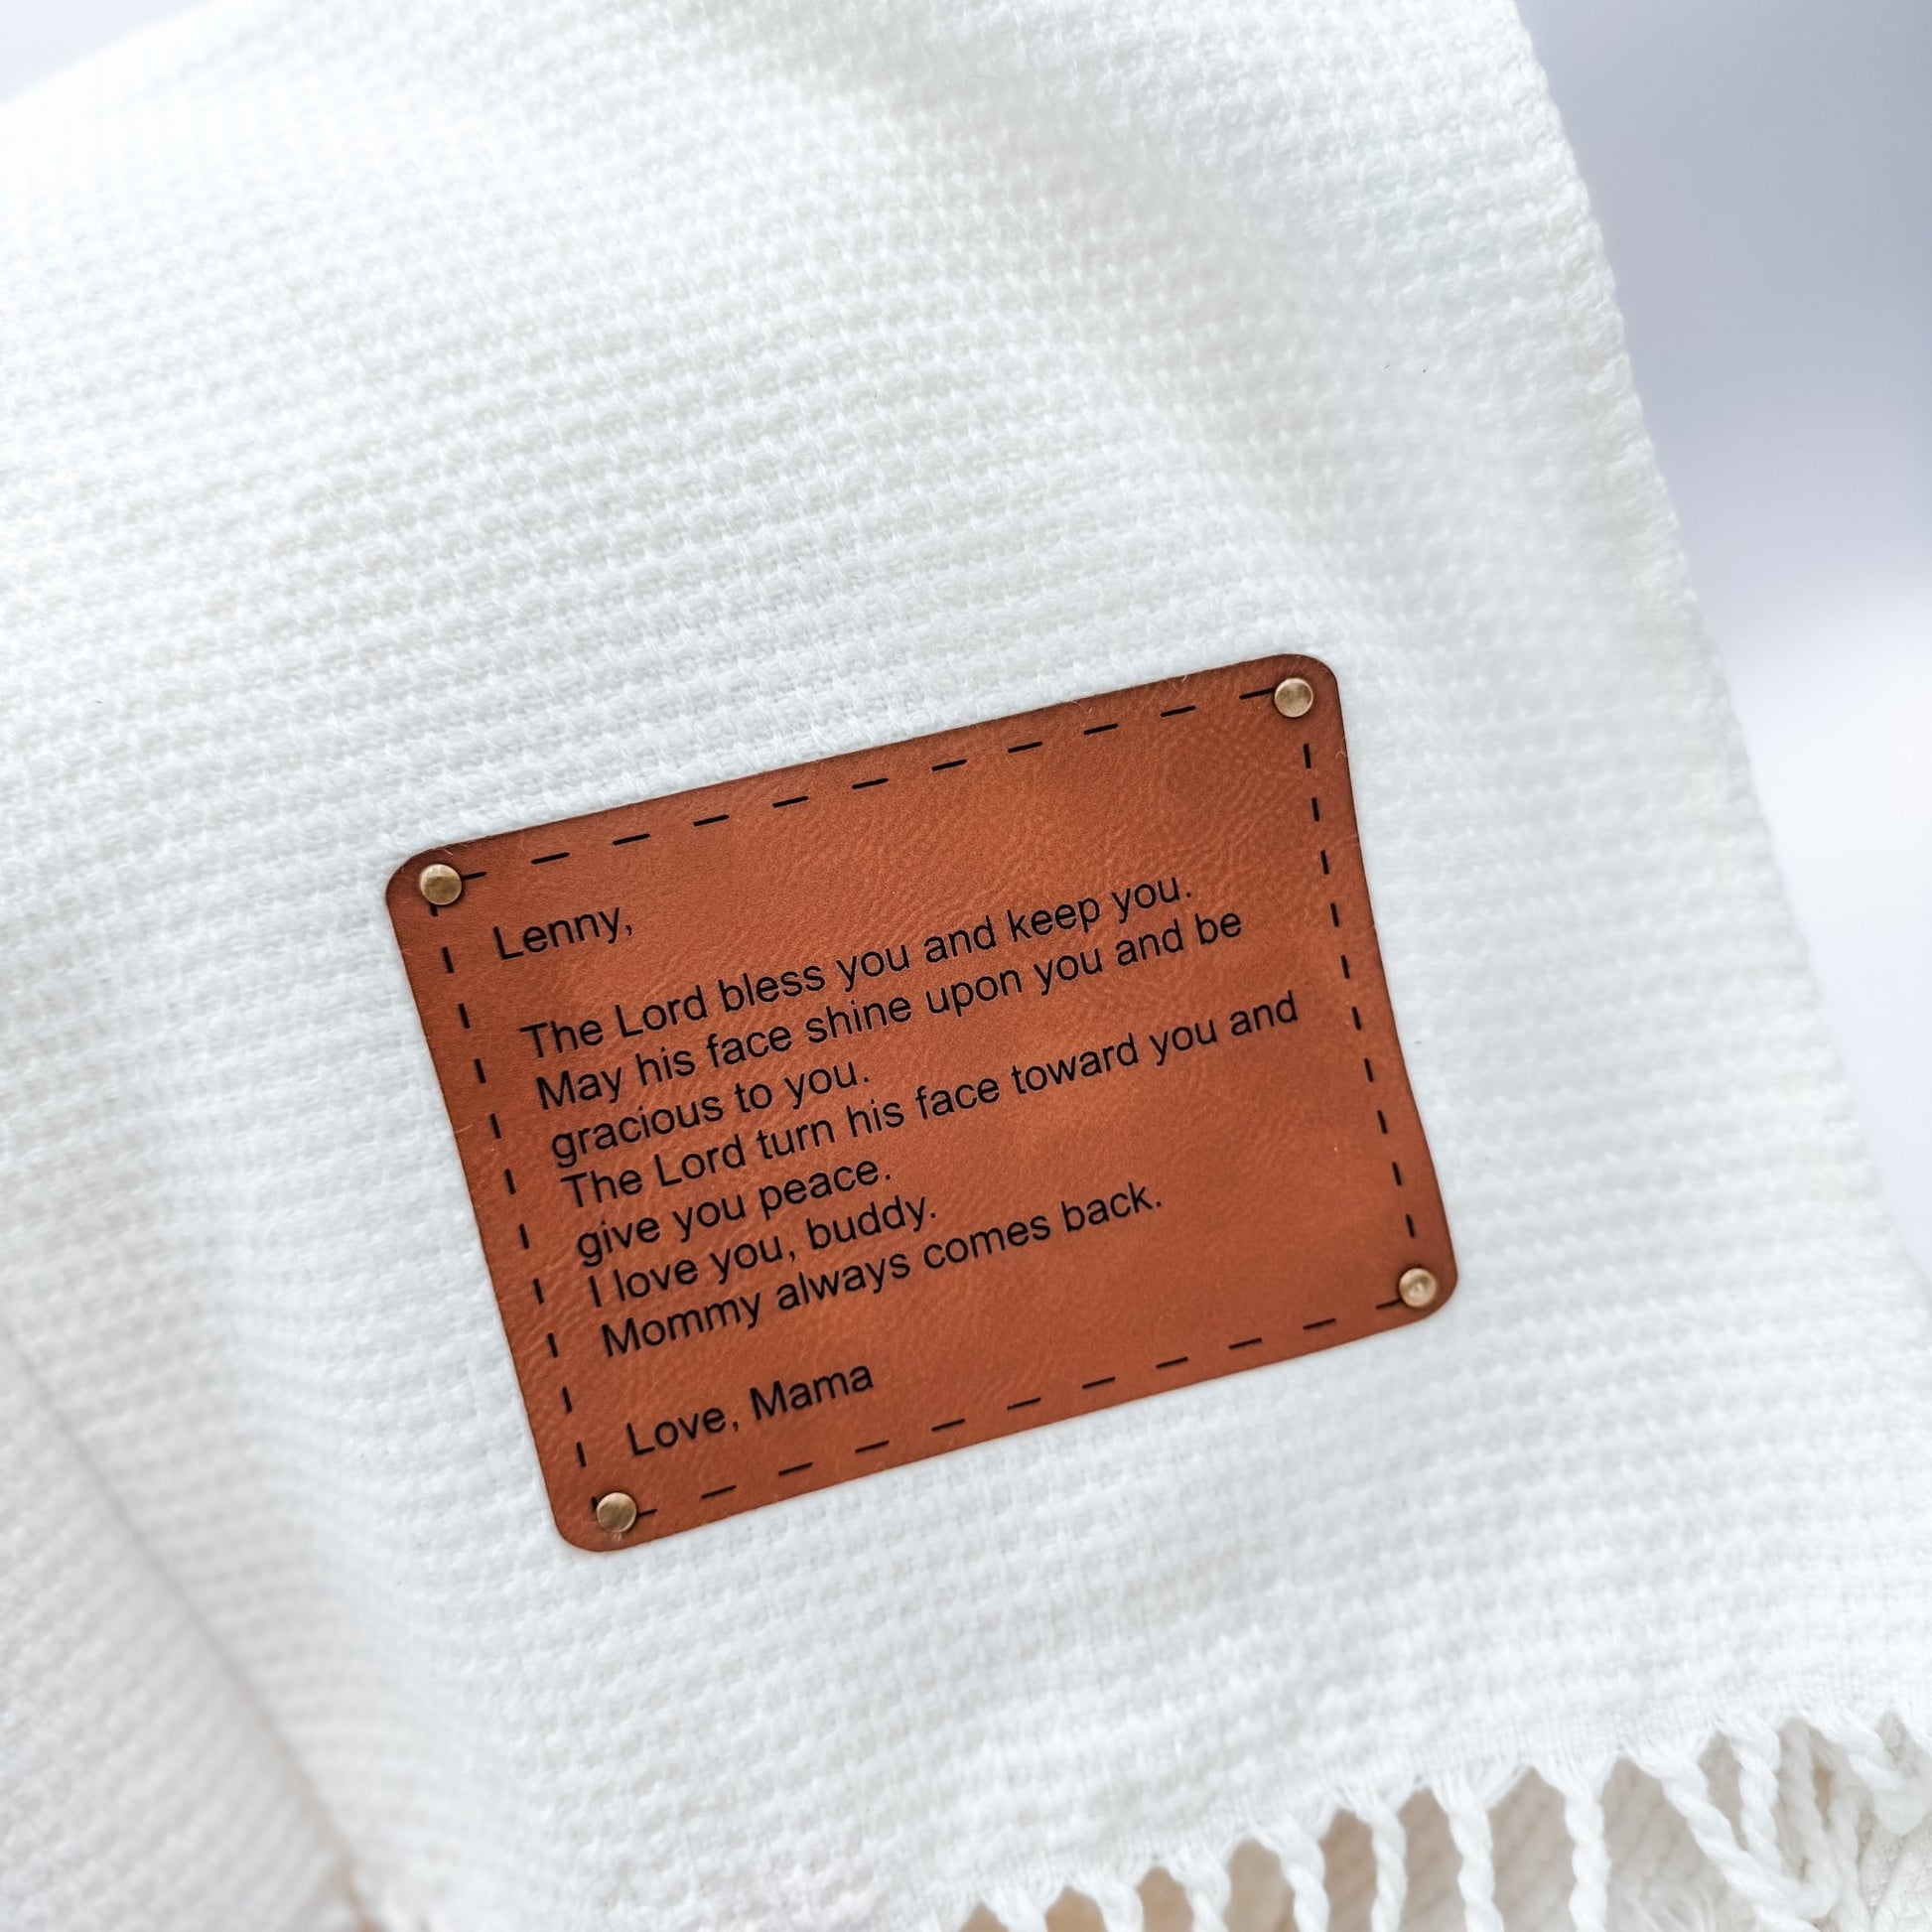 Lenny,
The Lord bless you and keep you.
May his face shine upon you and be
gracious to you.
The Lord turn his face toward you and
give you peace.
I love you, buddy.
Mommy always comes back.
Love, Mama